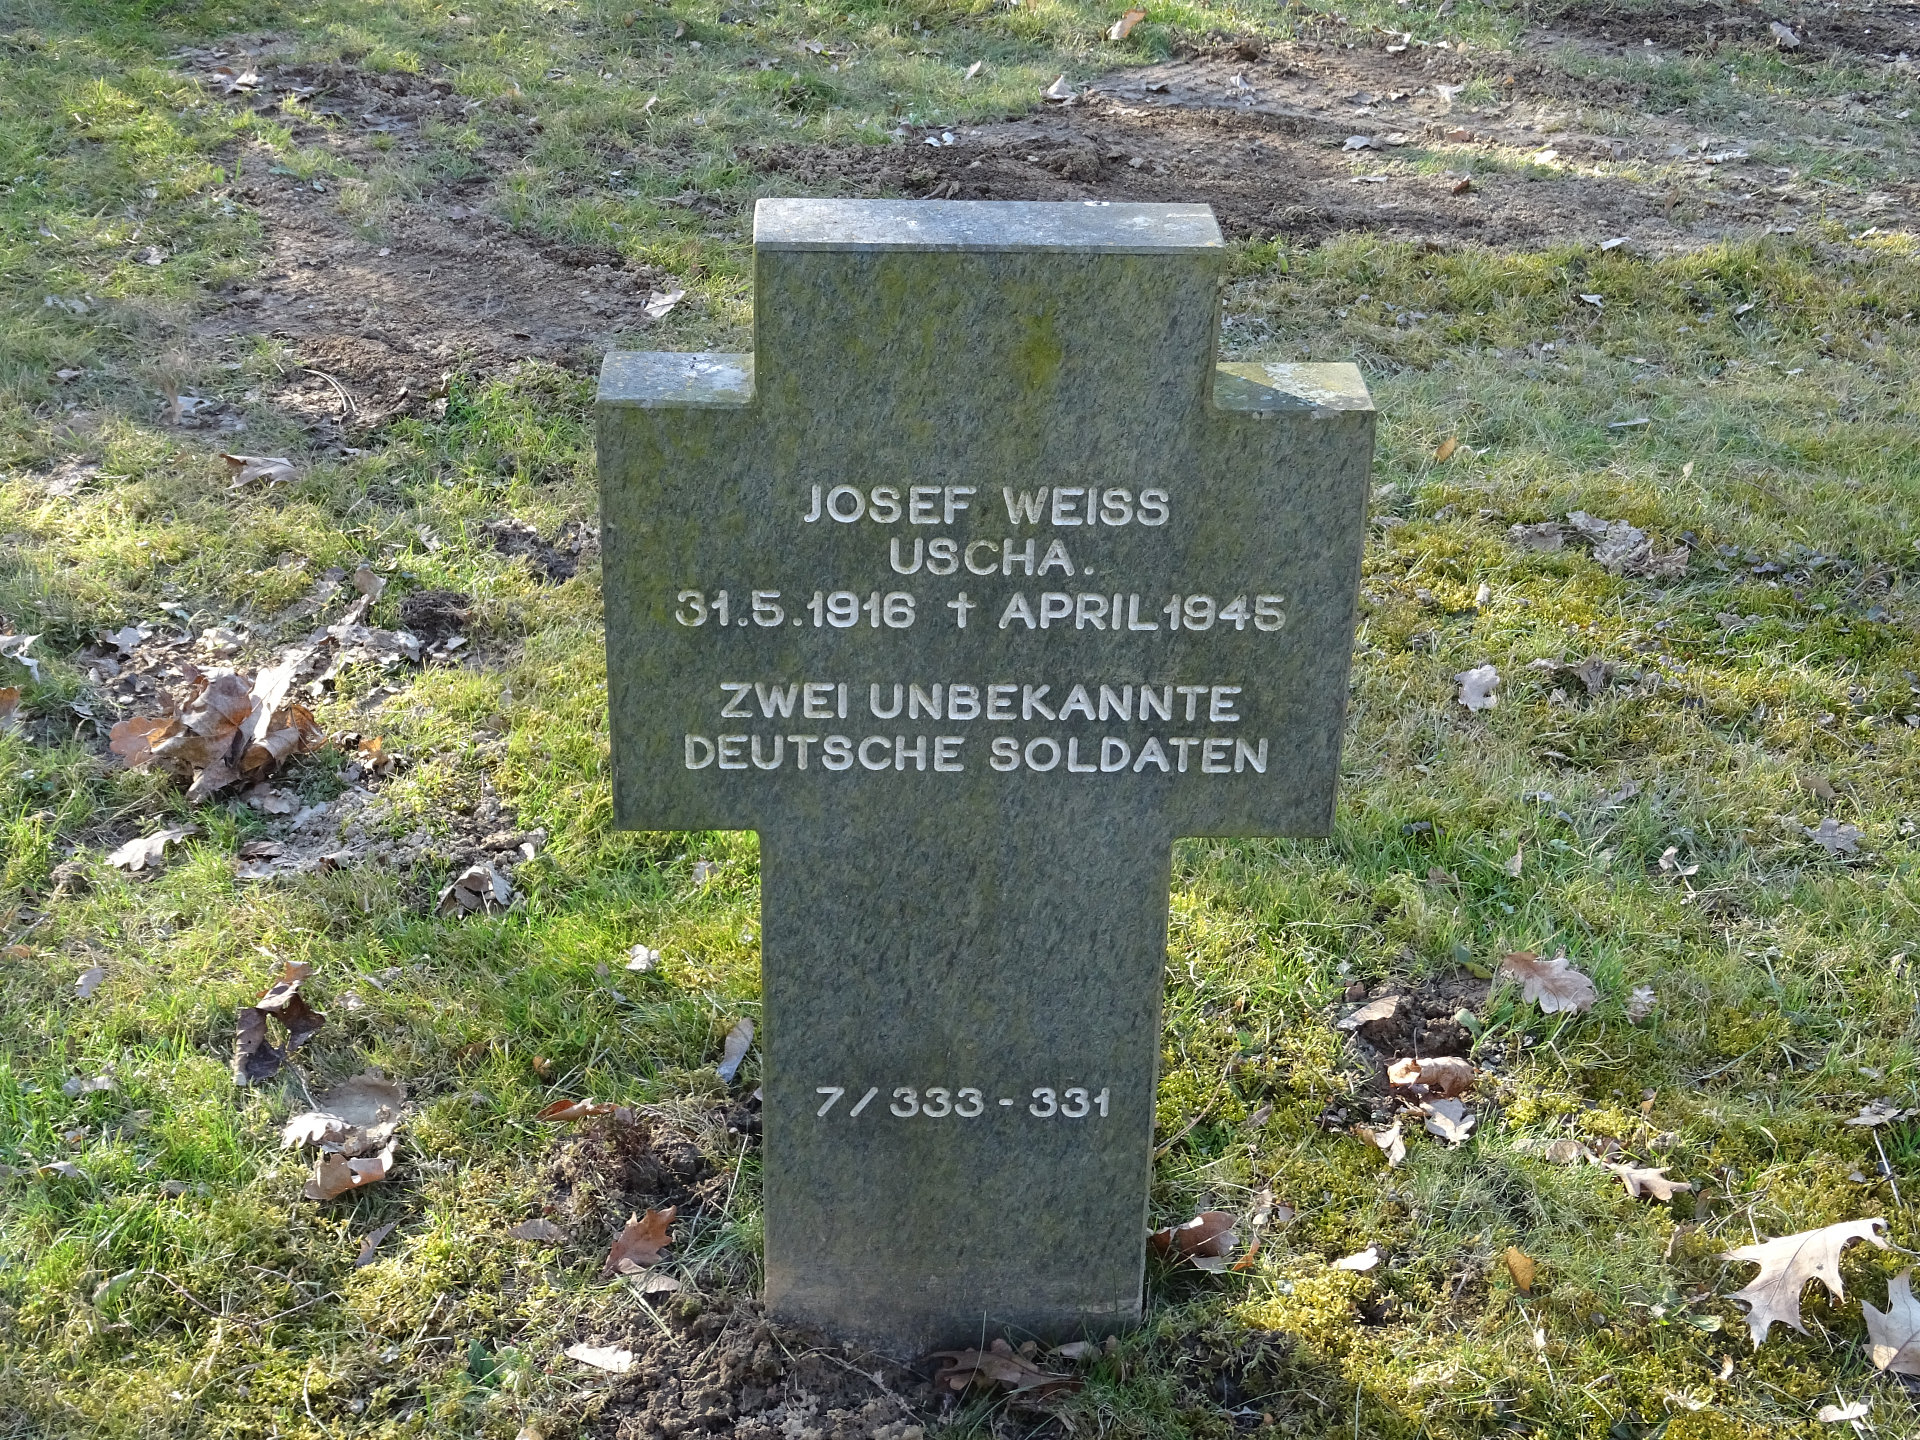 JOSEF WEISS
USCHA.
31.5.1916 † APRIL 1945
ZWEI UNBEKANNTE
DEUTSCHE SOLDATEN
7/333-331